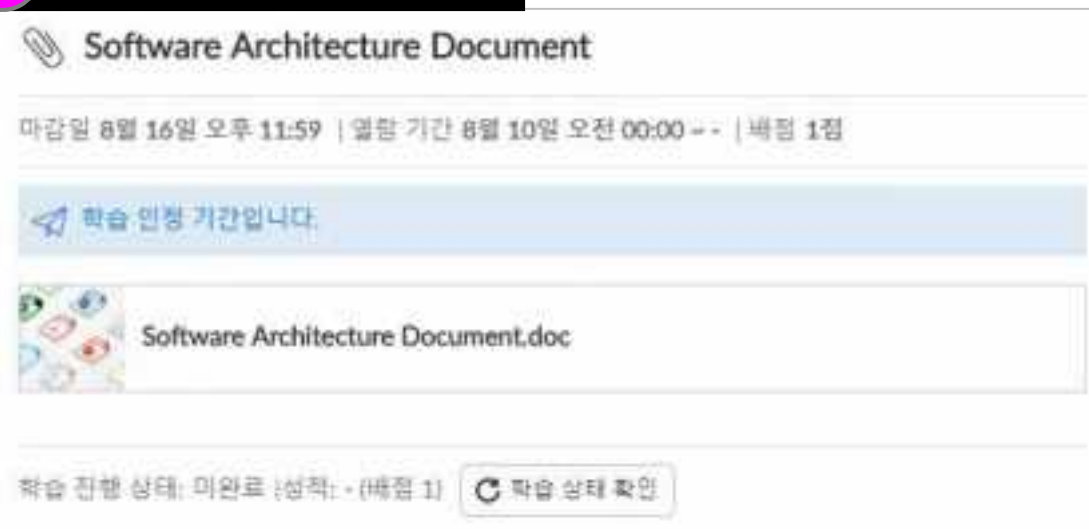 Software Architecture Document
마감일 8월 16일 오후 11:59 | 열람 기간 8월 10일 오전 00:00 ~ - | 배점 1점
학습 인정 기간입니다.
Software Architecture Document.doc
학습 진행 상태: 미완료 |성적: - (배점 1) 학습 상태 확인